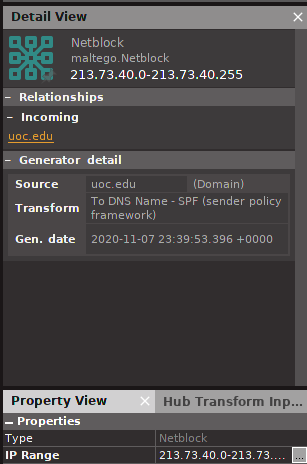 Detail View
Netblock
maltego.Netblock
213.73.40.0-213.73.40.255
Relationships
Incoming
uoc.edu
Generator detail
Source uoc.edu (Domain)
Transform To DNS Name - SPF (sender policy
framework)
Gen. date 2020-11-07 23:39:53.396 +0000
Property View Hub Transform Inp...
Properties
Type Netblock
IP Range 213.73.40.0-213.73.... ...